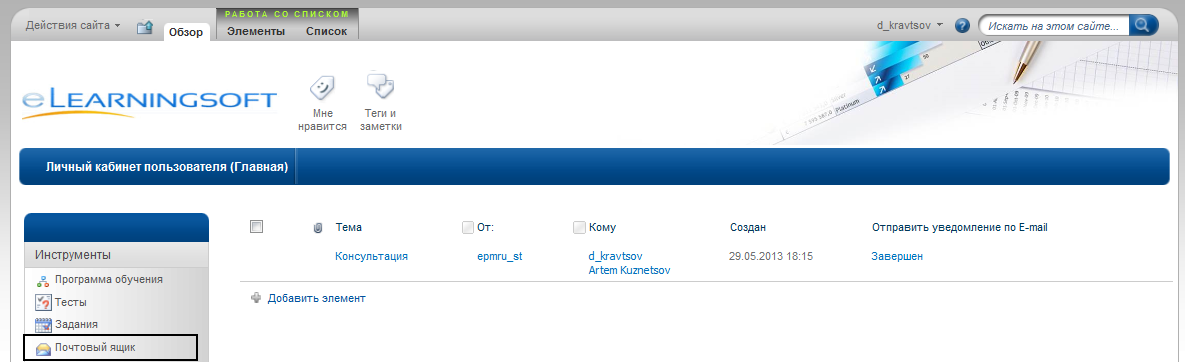 РАБОТА СО СПИСКОМ
Действия сайта
Обзор
Элементы
Список
d_kravtsov
Искать на этом сайте...
eLearningsoft
Мне нравится
Теги и заметки
Platinum
Личный кабинет пользователя (Главная)
Тема
От:
Кому
Создан
Отправить уведомление по E-mail
Консультация
epmru_st
d_kravtsov
Artem Kuznetsov
29.05.2013 18:15
Завершен
Добавить элемент
Инструменты
Программа обучения
Тесты
Задания
Почтовый ящик